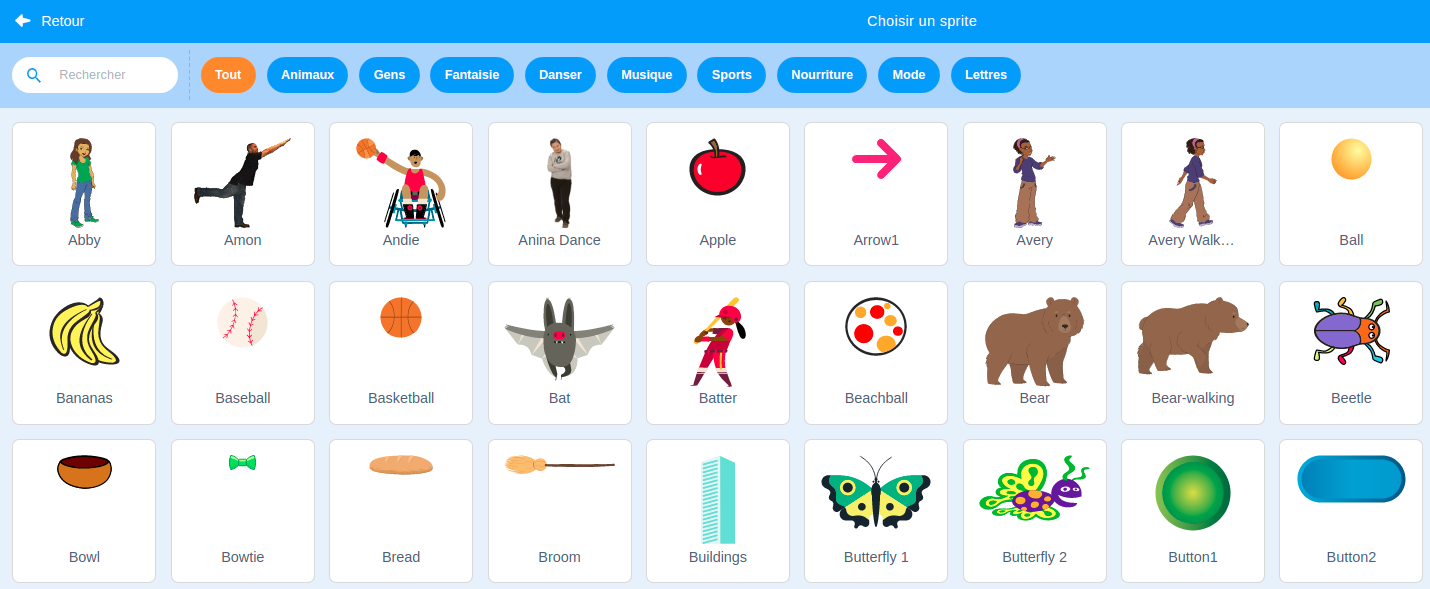 Retour
Choisir un sprite
Rechercher
Tout
Animaux
Gens
Fantaisie
Danser
Musique
Sports
Nourriture
Mode
Lettres
Abby
Amon
Andie
Anina Dance
Apple
Arrow1
Avery
Avery Walk…
Ball
Bananas
Baseball
Basketball
Bat
Batter
Beachball
Bear
Bear-walking
Beetle
Bowl
Bowtie
Bread
Broom
Buildings
Butterfly 1
Butterfly 2
Button1
Button2